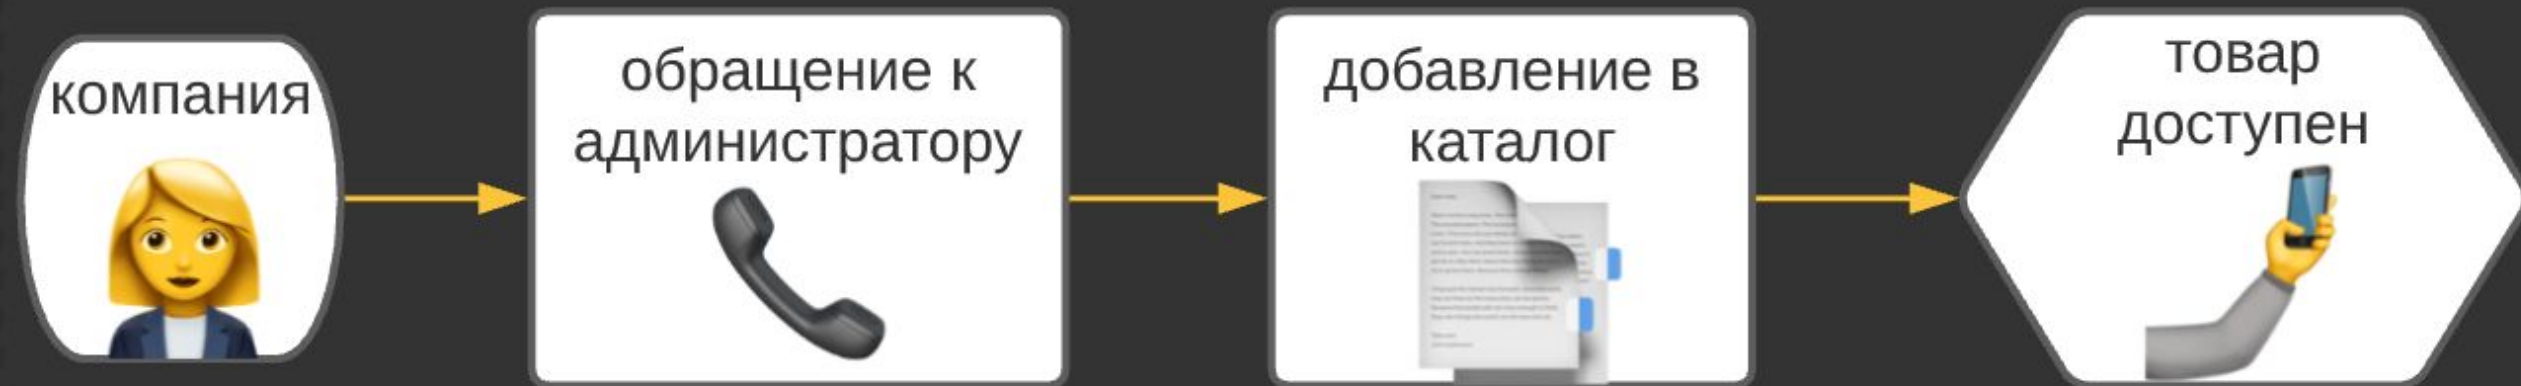 компания
обращение к
администратору
добавление в
каталог
товар
доступен